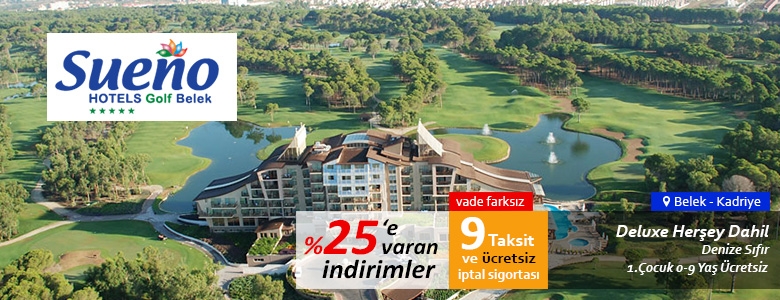 Sueno
HOTELS Golf Belek
★★★★★
%25'e varan
indirimler
vade farksız
9 Taksit
ve ücretsiz
iptal sigortası
Belek - Kadriye
Deluxe Herşey Dahil
Denize Sıfır
1.Çocuk 0-9 Yaş Ücretsiz